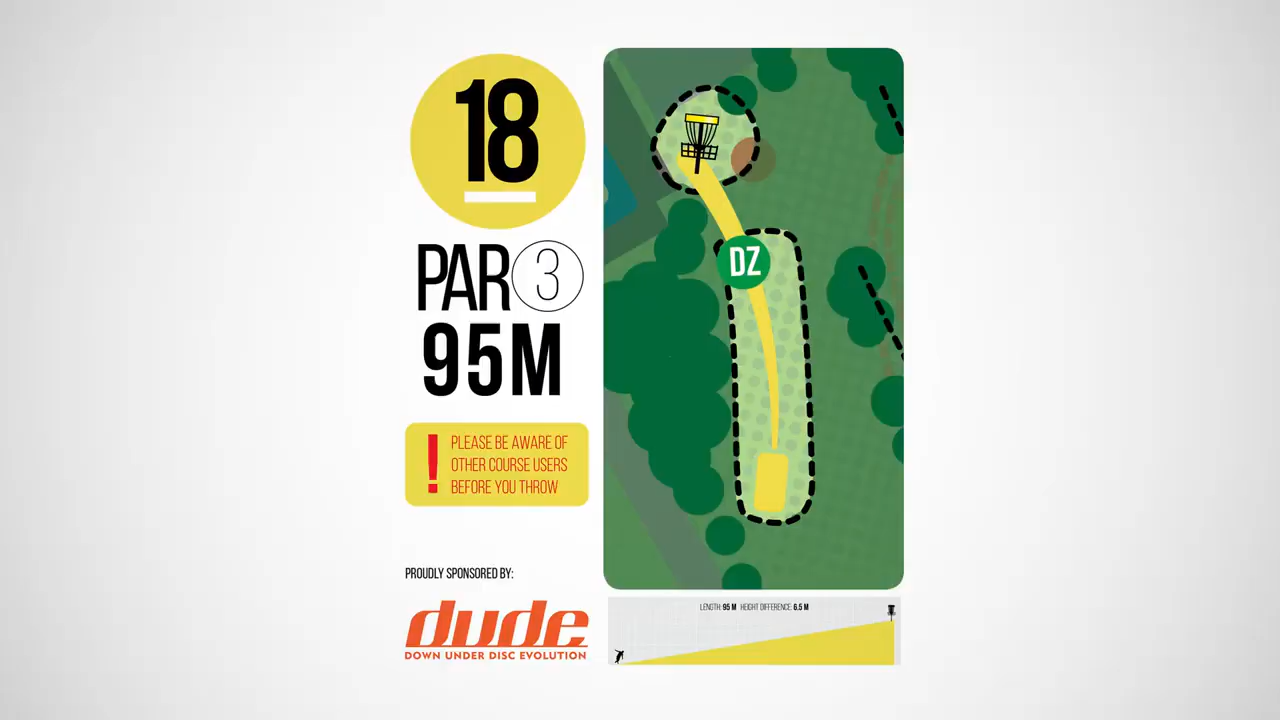 18
PAR 3
95M
! PLEASE BE AWARE OF
OTHER COURSE USERS
BEFORE YOU THROW
PROUDLY SPONSORED BY:
dude
DOWN UNDER DISC EVOLUTION
DZ
LENGTH: 95 M HEIGHT DIFFERENCE: 6.5 M